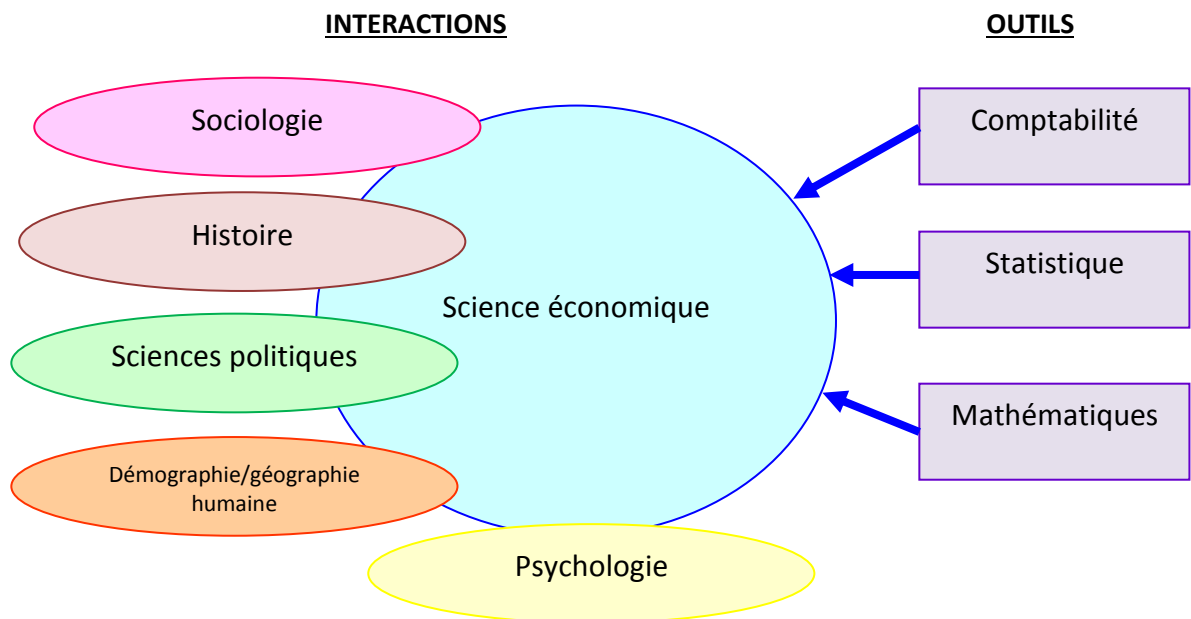 INTERACTIONS
OUTILS
Sociologie
Histoire
Sciences politiques
Démographie/géographie
humaine
Psychologie
Science économique
Comptabilité
Statistique
Mathématiques